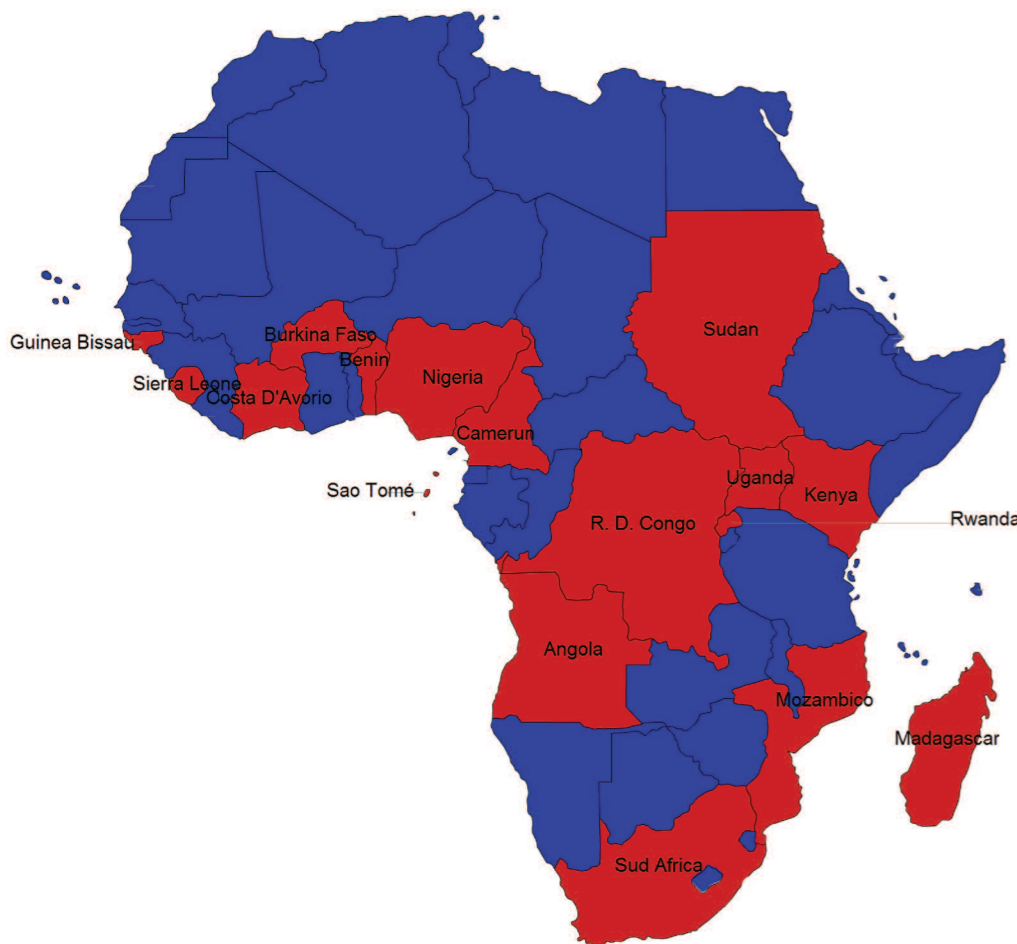 Sudan
Burkina Faso
Guinea Bissau
Benin
Nigeria
Sierra Leone
Costa D'Avorio
Camerun
Uganda
Sao Tomé
Kenya
R. D. Congo
Rwanda
Angola
Mozambico
Madagascar
Sud Africa